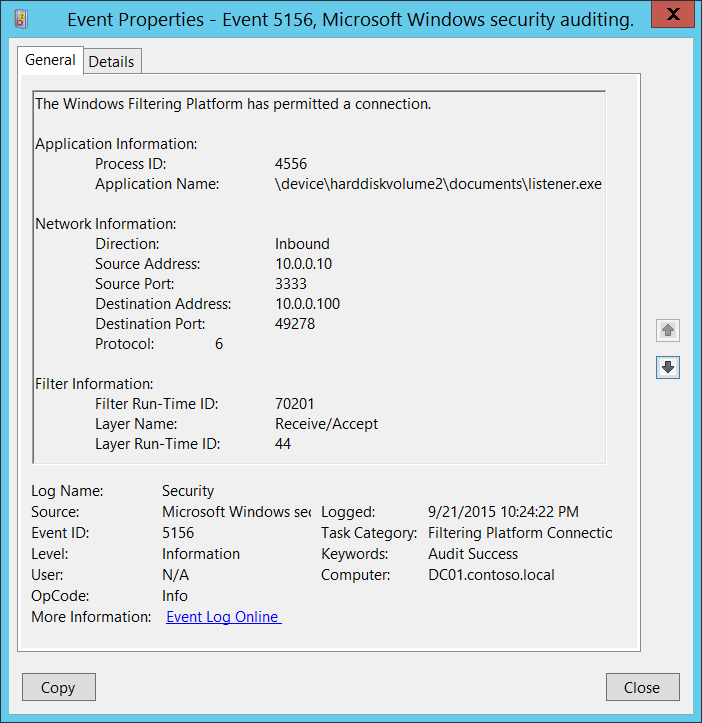 Event Properties - Event 5156, Microsoft Windows security auditing.
General Details
The Windows Filtering Platform has permitted a connection.
Application Information:
Process ID: 4556
Application Name: \device\harddiskvolume2\documents\listener.exe
Network Information:
Direction: Inbound
Source Address: 10.0.0.10
Source Port: 3333
Destination Address: 10.0.0.100
Destination Port: 49278
Protocol: 6
Filter Information:
Filter Run-Time ID: 70201
Layer Name: Receive/Accept
Layer Run-Time ID: 44
Log Name: Security
Source: Microsoft Windows sec Logged: 9/21/2015 10:24:22 PM
Event ID: 5156 Task Category: Filtering Platform Connectio
Level: Information Keywords: Audit Success
User: N/A Computer: DC01.contoso.local
OpCode: Info
More Information: Event Log Online
Copy Close